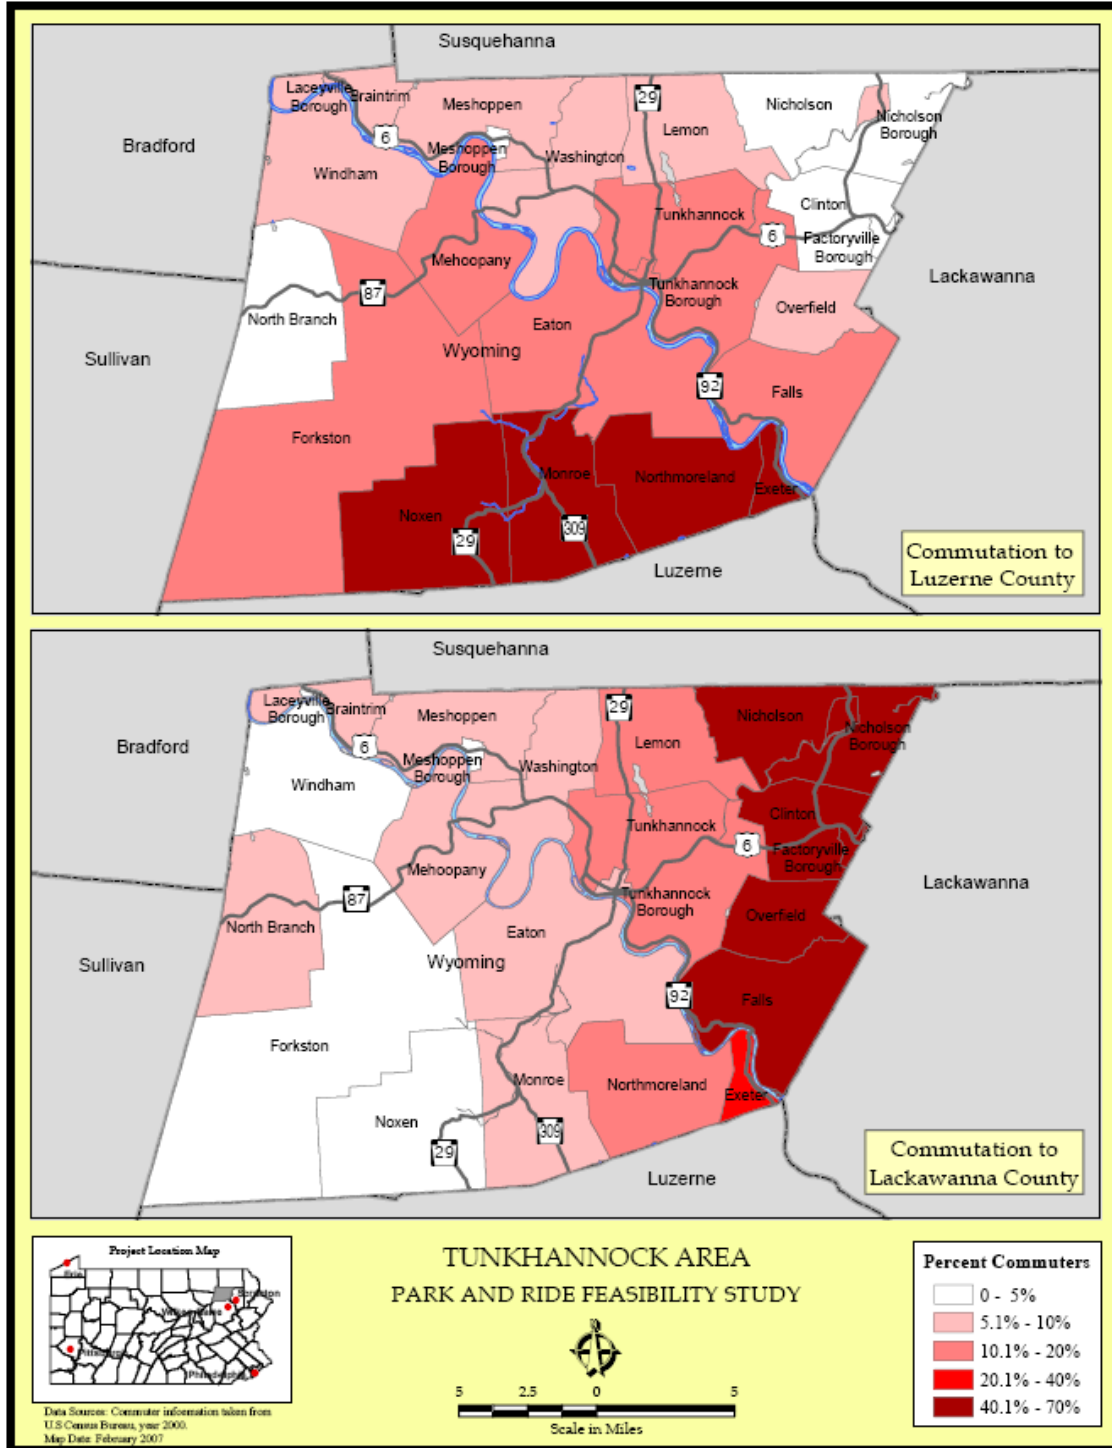 Susquehanna
Laceyville
Borough
Braintrim
Meshoppen
29
Lemon
Nicholson
Nicholson
Borough
Bradford
6
Meshoppen
Borough
Washington
Windham
Clinton
Tunkhannock
6
Factoryville
Borough
Mehoopany
Lackawanna
87
Tunkhannock
Borough
Overfield
North Branch
Eaton
Wyoming
Sullivan
92
Falls
Forkston
Monroe
Northmoreland
Exeter
Noxen
29
309
Luzerne
Commutation to
Luzerne County
Susquehanna
Laceyville
Borough
Braintrim
Meshoppen
29
Nicholson
Nicholson
Borough
Bradford
6
Meshoppen
Borough
Lemon
Washington
Windham
Tunkhannock
Clinton
6
Factoryville
Borough
Mehoopany
Lackawanna
87
Tunkhannock
Borough
Overfield
North Branch
Eaton
Wyoming
Sullivan
92
Falls
Forkston
Monroe
Northmoreland
Exeter
Noxen
309
29
Luzerne
Commutation to
Lackawanna County
Project Location Map
Erie
Scranton
Pittsburgh
Philadelphia
Data Sources: Commuter information taken from
U.S Census Bureau, year 2000.
Map Date: February 2007
TUNKHANNOCK AREA
PARK AND RIDE FEASIBILITY STUDY
5 2.5 0 5
Scale in Miles
Percent Commuters
0 - 5%
5.1% - 10%
10.1% - 20%
20.1% - 40%
40.1% - 70%